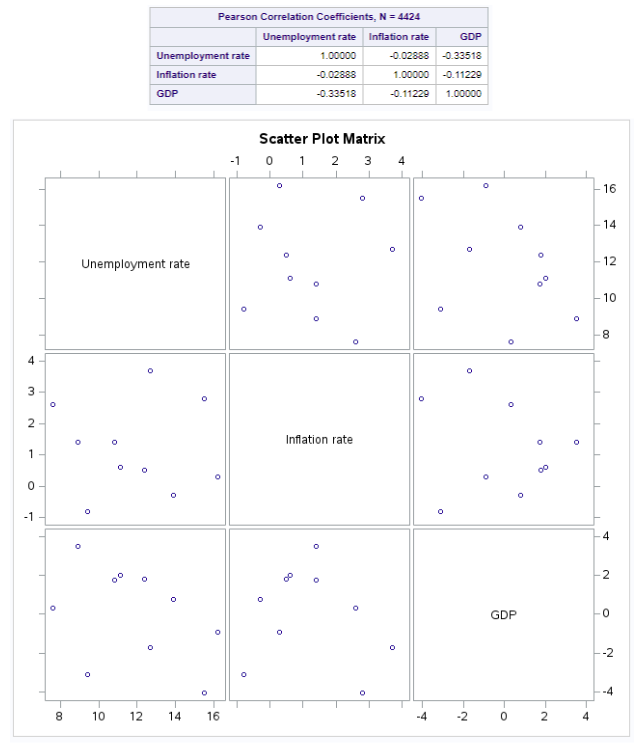 Pearson Correlation Coefficients, N = 4424
Unemployment rate Inflation rate GDP
Unemployment rate 1.00000 -0.02888 -0.33518
Inflation rate -0.02888 1.00000 -0.11229
GDP -0.33518 -0.11229 1.00000
Scatter Plot Matrix
-1 0 1 2 3 4
Unemployment rate
16
14
12
10
8
4
3
2
1
0
-1
Inflation rate
GDP
4
2
0
-2
-4
8 10 12 14 16
-4 -2 0 2 4